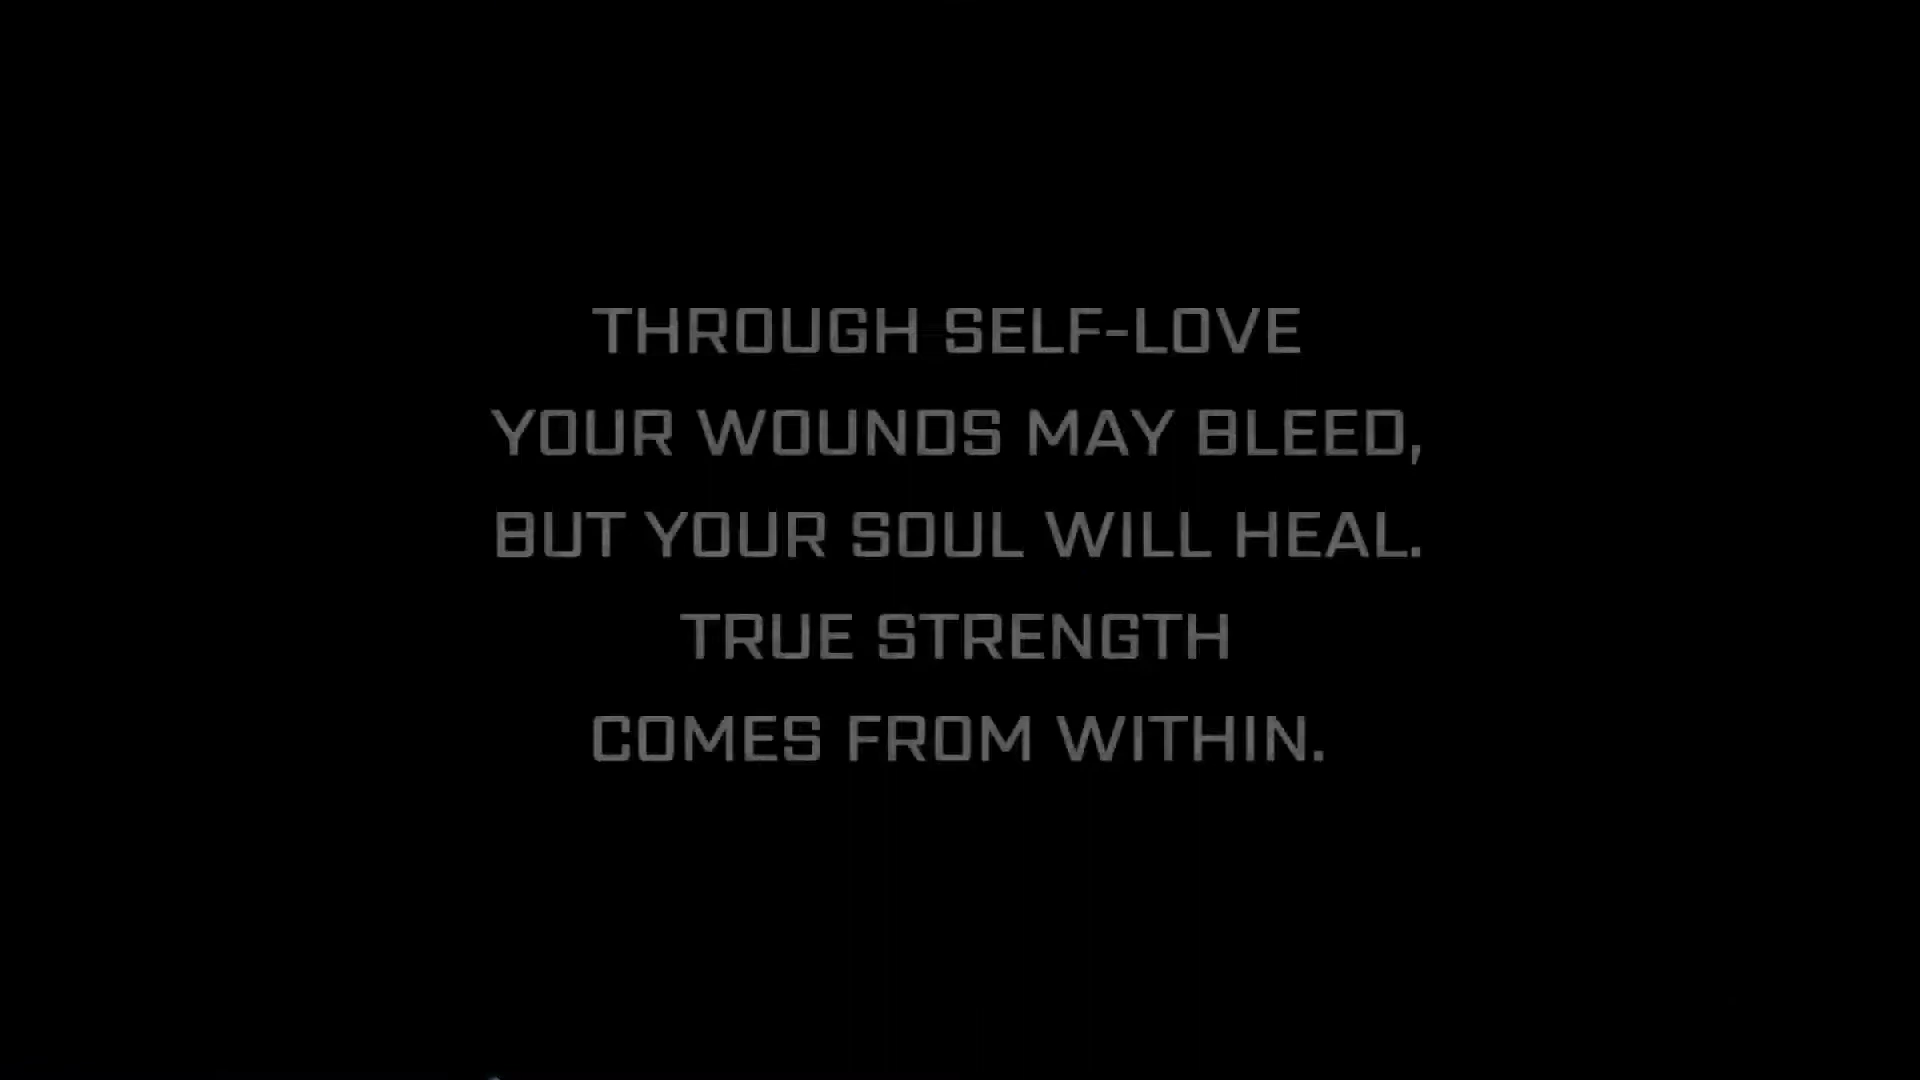 THROUGH SELF-LOVE
YOUR WOUNDS MAY BLEED,
BUT YOUR SOUL WILL HEAL.
TRUE STRENGTH
COMES FROM WITHIN.